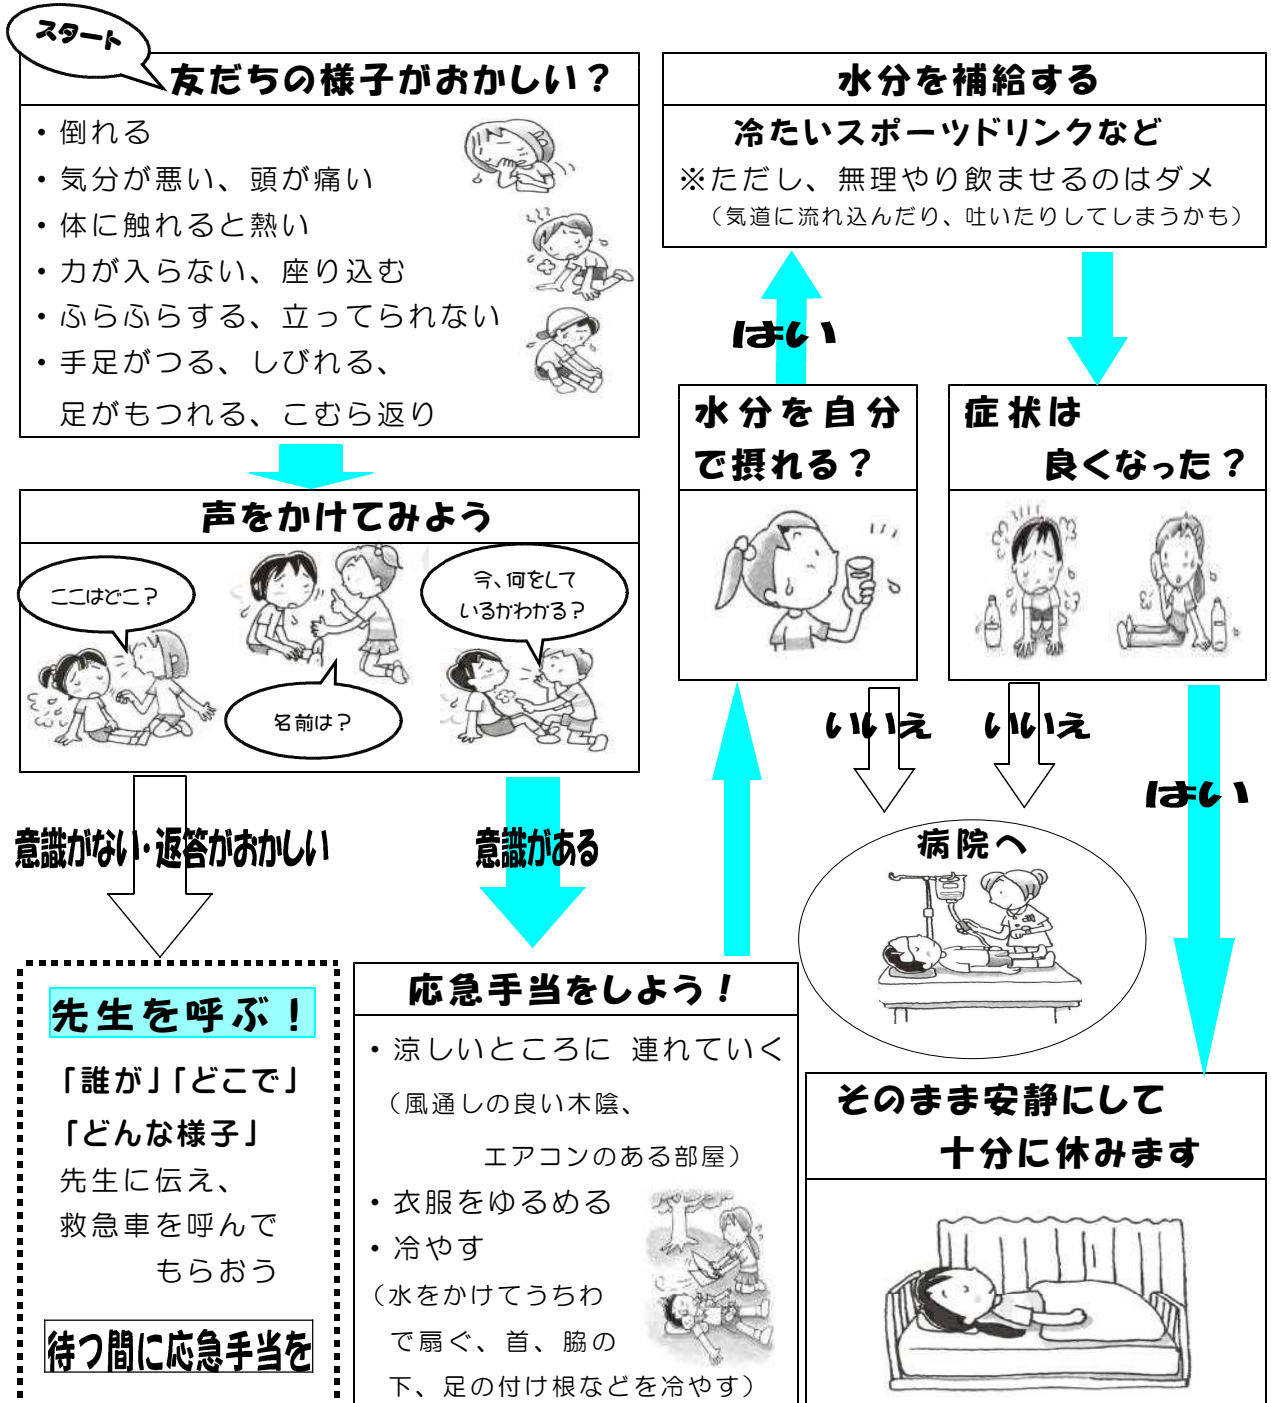 スタート
友だちの様子がおかしい？
・倒れる
・気分が悪い、頭が痛い
・体に触れると熱い
・力が入らない、座り込む
・ふらふらする、立ってられない
・手足がつる、しびれる、
足がもつれる、こむら返り
声をかけてみよう
ここはどこ？
名前は？
今、何をして
いるかわかる？
意識がない・返答がおかしい
意識がある
先生を呼ぶ！
「誰が」「どこで」
「どんな様子」
先生に伝え、
救急車を呼んで
もらおう
待つ間に応急手当を
応急手当をしよう！
・涼しいところに 連れていく
（風通しの良い木陰、
エアコンのある部屋）
・衣服をゆるめる
・冷やす
（水をかけてうちわ
で扇ぐ、首、脇の
下、足の付け根などを冷やす）
水分を自分
で摂れる？
はい
いいえ
水分を補給する
冷たいスポーツドリンクなど
※ただし、無理やり飲ませるのはダメ
（気道に流れ込んだり、吐いたりしてしまうかも）
症状は
良くなった？
いいえ
はい
病院へ
そのまま安静にして
十分に休みます